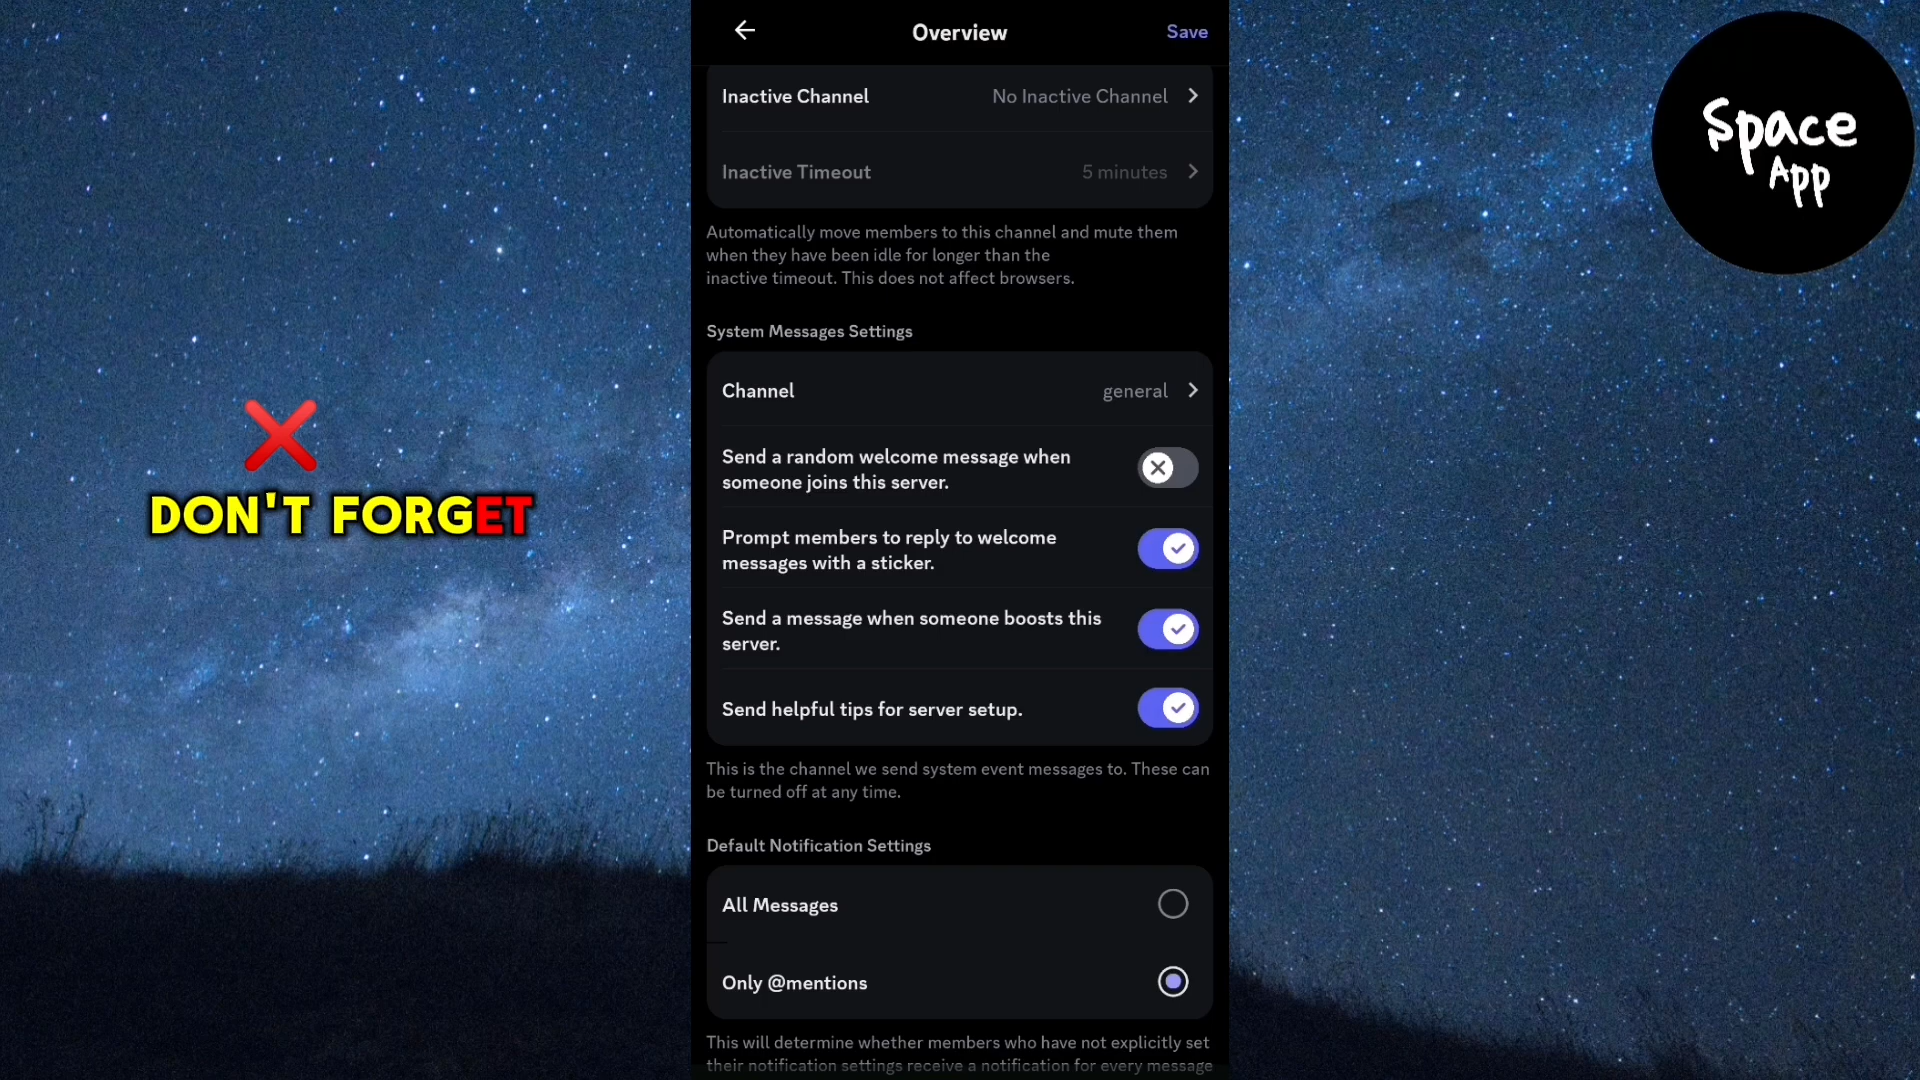 Overview
Save
Inactive Channel
No Inactive Channel
Inactive Timeout
5 minutes
Automatically move members to this channel and mute them
when they have been idle for longer than the
inactive timeout. This does not affect browsers.
System Messages Settings
Channel
general
Send a random welcome message when
someone joins this server.
Prompt members to reply to welcome
messages with a sticker.
Send a message when someone boosts this
server.
Send helpful tips for server setup.
This is the channel we send system event messages to. These can
be turned off at any time.
Default Notification Settings
All Messages
Only @mentions
This will determine whether members who have not explicitly set
their notification settings receive a notification for every message
DON'T FORGET
Space
App